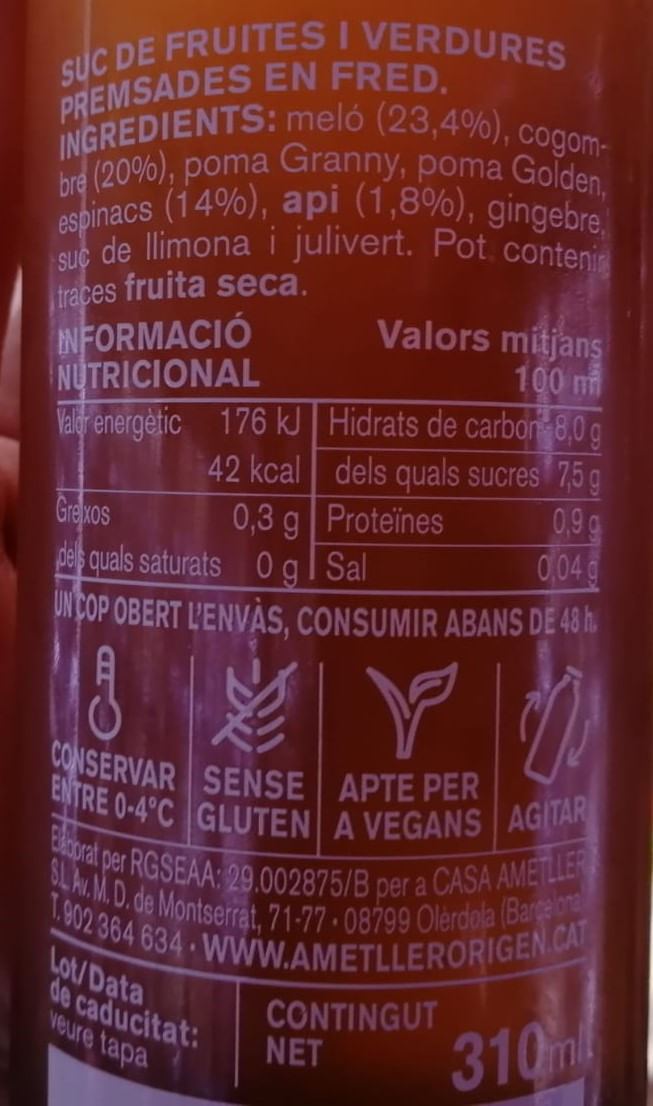 SUC DE FRUITES I VERDURES
PREMSADES EN FRED.
INGREDIENTS: meló (23,4%), cogom-
bre (20%), poma Granny, poma Golden,
espinacs (14%), api (1,8%), gingebre,
suc de llimona i julivert. Pot contenir
traces fruita seca.
INFORMACIÓ NUTRICIONAL
Valors mitjans 100 ml
Valor energètic 176 kJ
42 kcal
Greixos 0,3 g
dels quals saturats 0 g
Hidrats de carboni 8,0 g
dels quals sucres 7,5 g
Proteïnes 0,9 g
Sal 0,04 g
UN COP OBERT L'ENVÀS, CONSUMIR ABANS DE 48 h.
CONSERVAR
ENTRE 0-4°C
SENSE
GLUTEN
APTE PER
A VEGANS
AGITAR
Elaborat per RGSEAA: 29.002875/B per a CASA AMETLLER
S.L. Av. M. D. de Montserrat, 71-77 · 08799 Olèrdola (Barcelona)
T. 902 364 634 · WWW.AMETLLERORIGEN.CAT
Lot/Data
de caducitat:
veure tapa
CONTINGUT
NET
310 ml